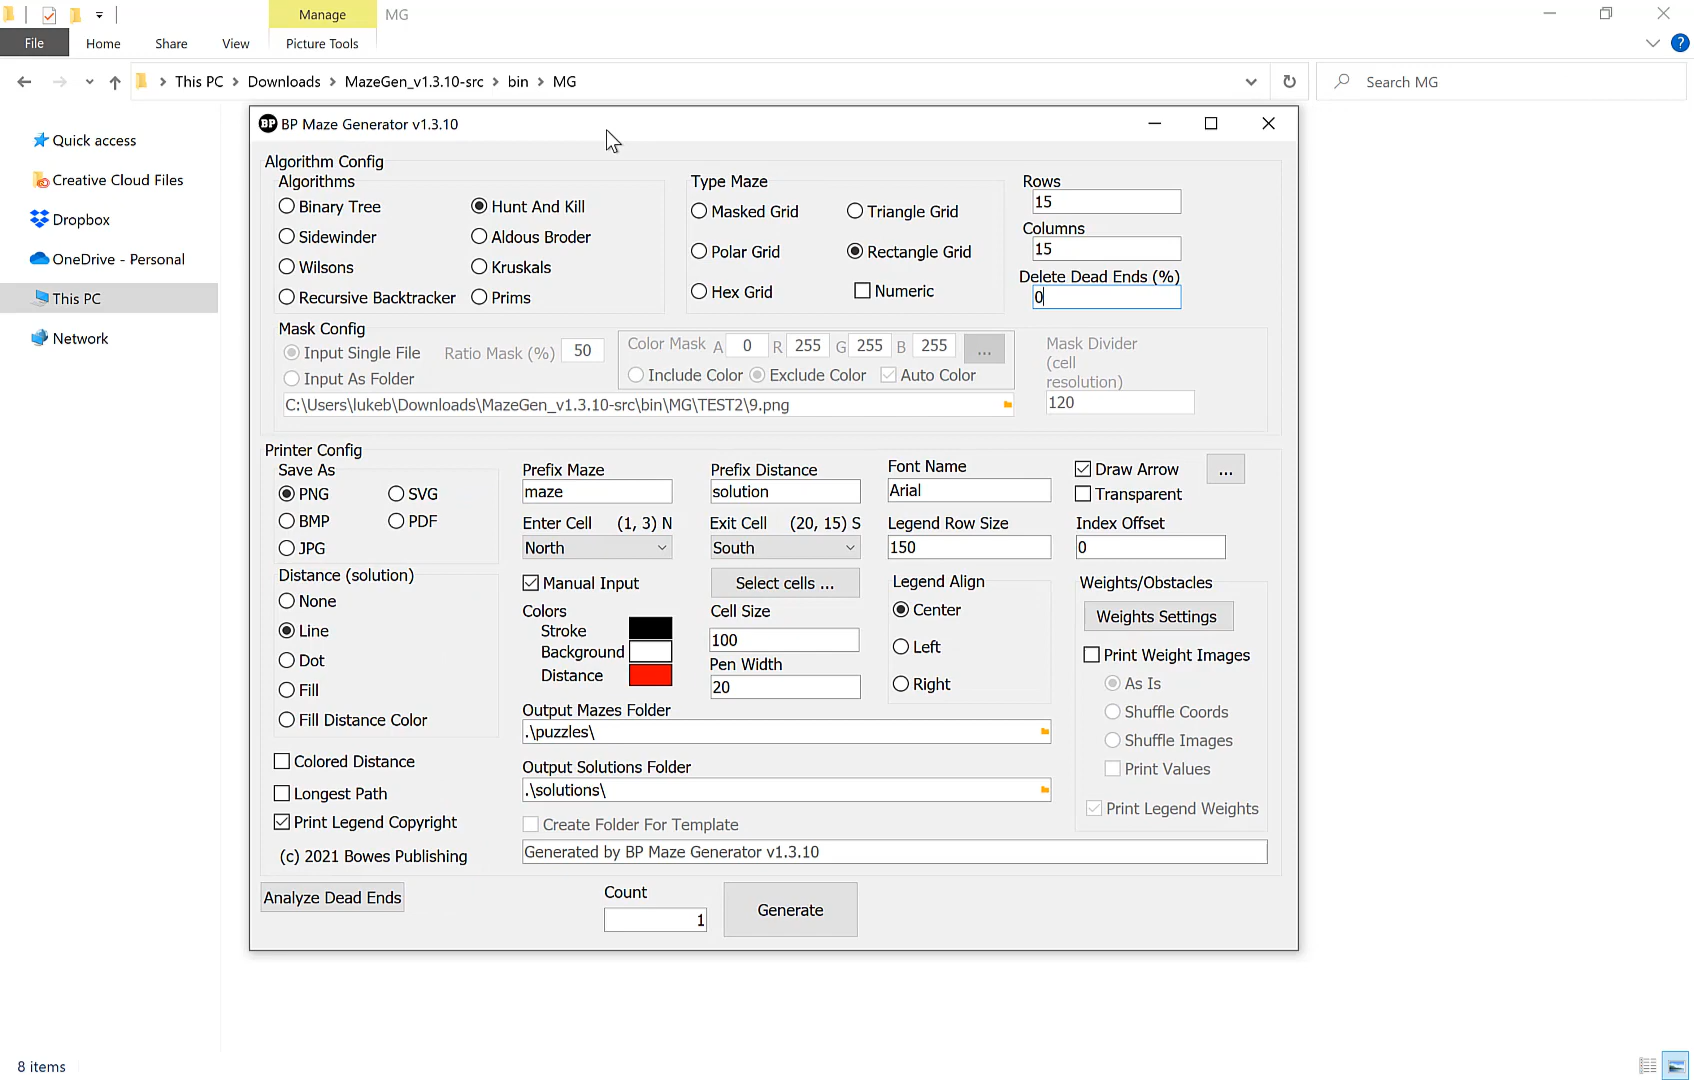 Manage
MG
File
Home
Share
View
Picture Tools
?
This PC
Downloads
MazeGen_v1.3.10-src
bin
MG
Search MG
Quick access
Creative Cloud Files
Dropbox
OneDrive - Personal
This PC
Network
8 items
BP BP Maze Generator v1.3.10
Algorithm Config
Algorithms
Binary Tree
Hunt And Kill
Sidewinder
Aldous Broder
Wilsons
Kruskals
Recursive Backtracker
Prims
Type Maze
Masked Grid
Triangle Grid
Polar Grid
Rectangle Grid
Hex Grid
Numeric
Rows
15
Columns
15
Delete Dead Ends (%)
0
Mask Config
Input Single File
Ratio Mask (%)
50
Input As Folder
Color Mask
A
0
R
255
G
255
B
255
...
Include Color
Exclude Color
Auto Color
C:\Users\lukeb\Downloads\MazeGen_v1.3.10-src\bin\MG\TEST2\9.png
Mask Divider
(cell
resolution)
120
Printer Config
Save As
PNG
SVG
BMP
PDF
JPG
Distance (solution)
None
Line
Dot
Fill
Fill Distance Color
Colored Distance
Longest Path
Print Legend Copyright
(c) 2021 Bowes Publishing
Prefix Maze
maze
Prefix Distance
solution
Font Name
Arial
Draw Arrow
...
Transparent
Enter Cell (1, 3) N
North
Exit Cell (20, 15) S
South
Legend Row Size
150
Index Offset
0
Manual Input
Select cells ...
Colors
Stroke
Background
Distance
Cell Size
100
Pen Width
20
Legend Align
Center
Left
Right
Weights/Obstacles
Weights Settings
Print Weight Images
As Is
Shuffle Coords
Shuffle Images
Print Values
Print Legend Weights
Output Mazes Folder
.\puzzles\
Output Solutions Folder
.\solutions\
Create Folder For Template
Generated by BP Maze Generator v1.3.10
Analyze Dead Ends
Count
1
Generate